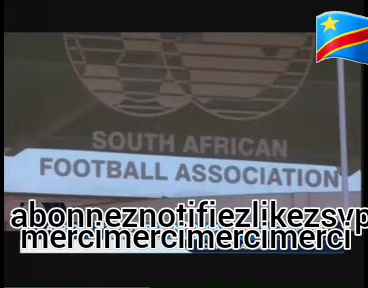 SOUTH AFRICAN
FOOTBALL ASSOCIATION
abonneznotifiezlikezsvp
mercimercimercimerci